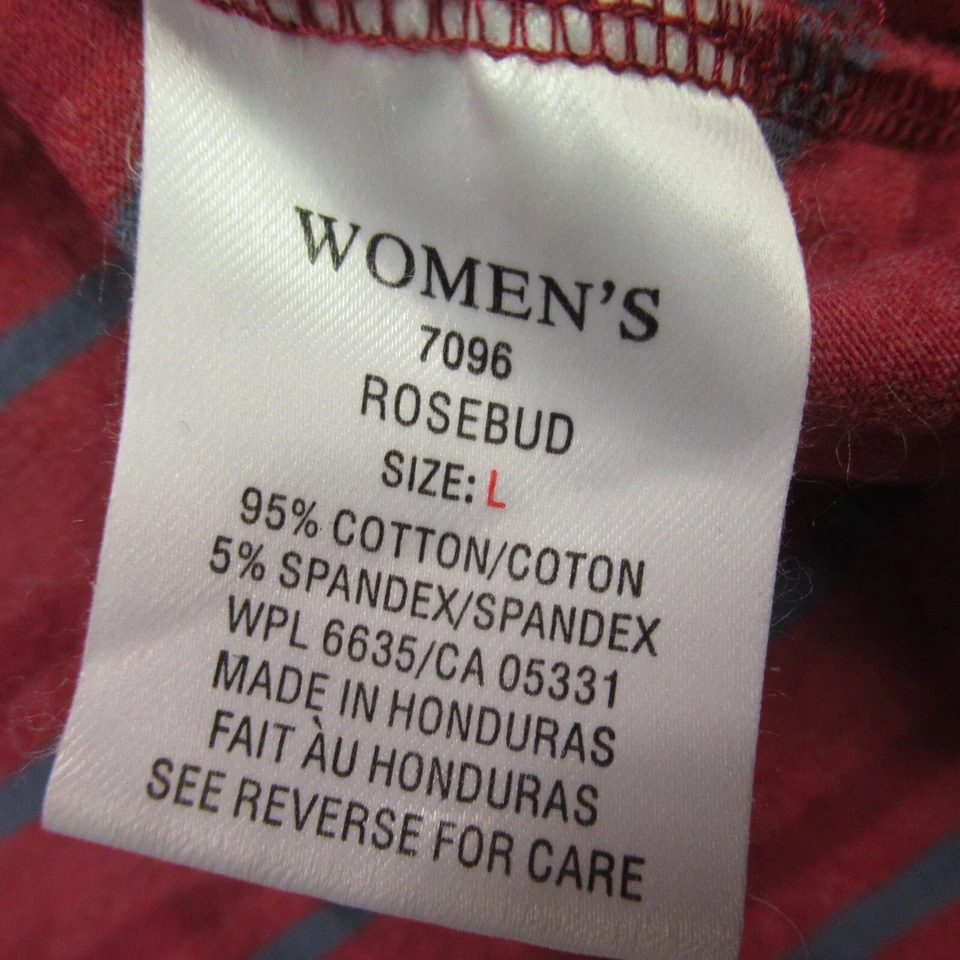 WOMEN'S
7096
ROSEBUD
SIZE: L
95% COTTON/COTON
5% SPANDEX/SPANDEX
WPL 6635/CA 05331
MADE IN HONDURAS
FAIT ÀU HONDURAS
SEE REVERSE FOR CARE